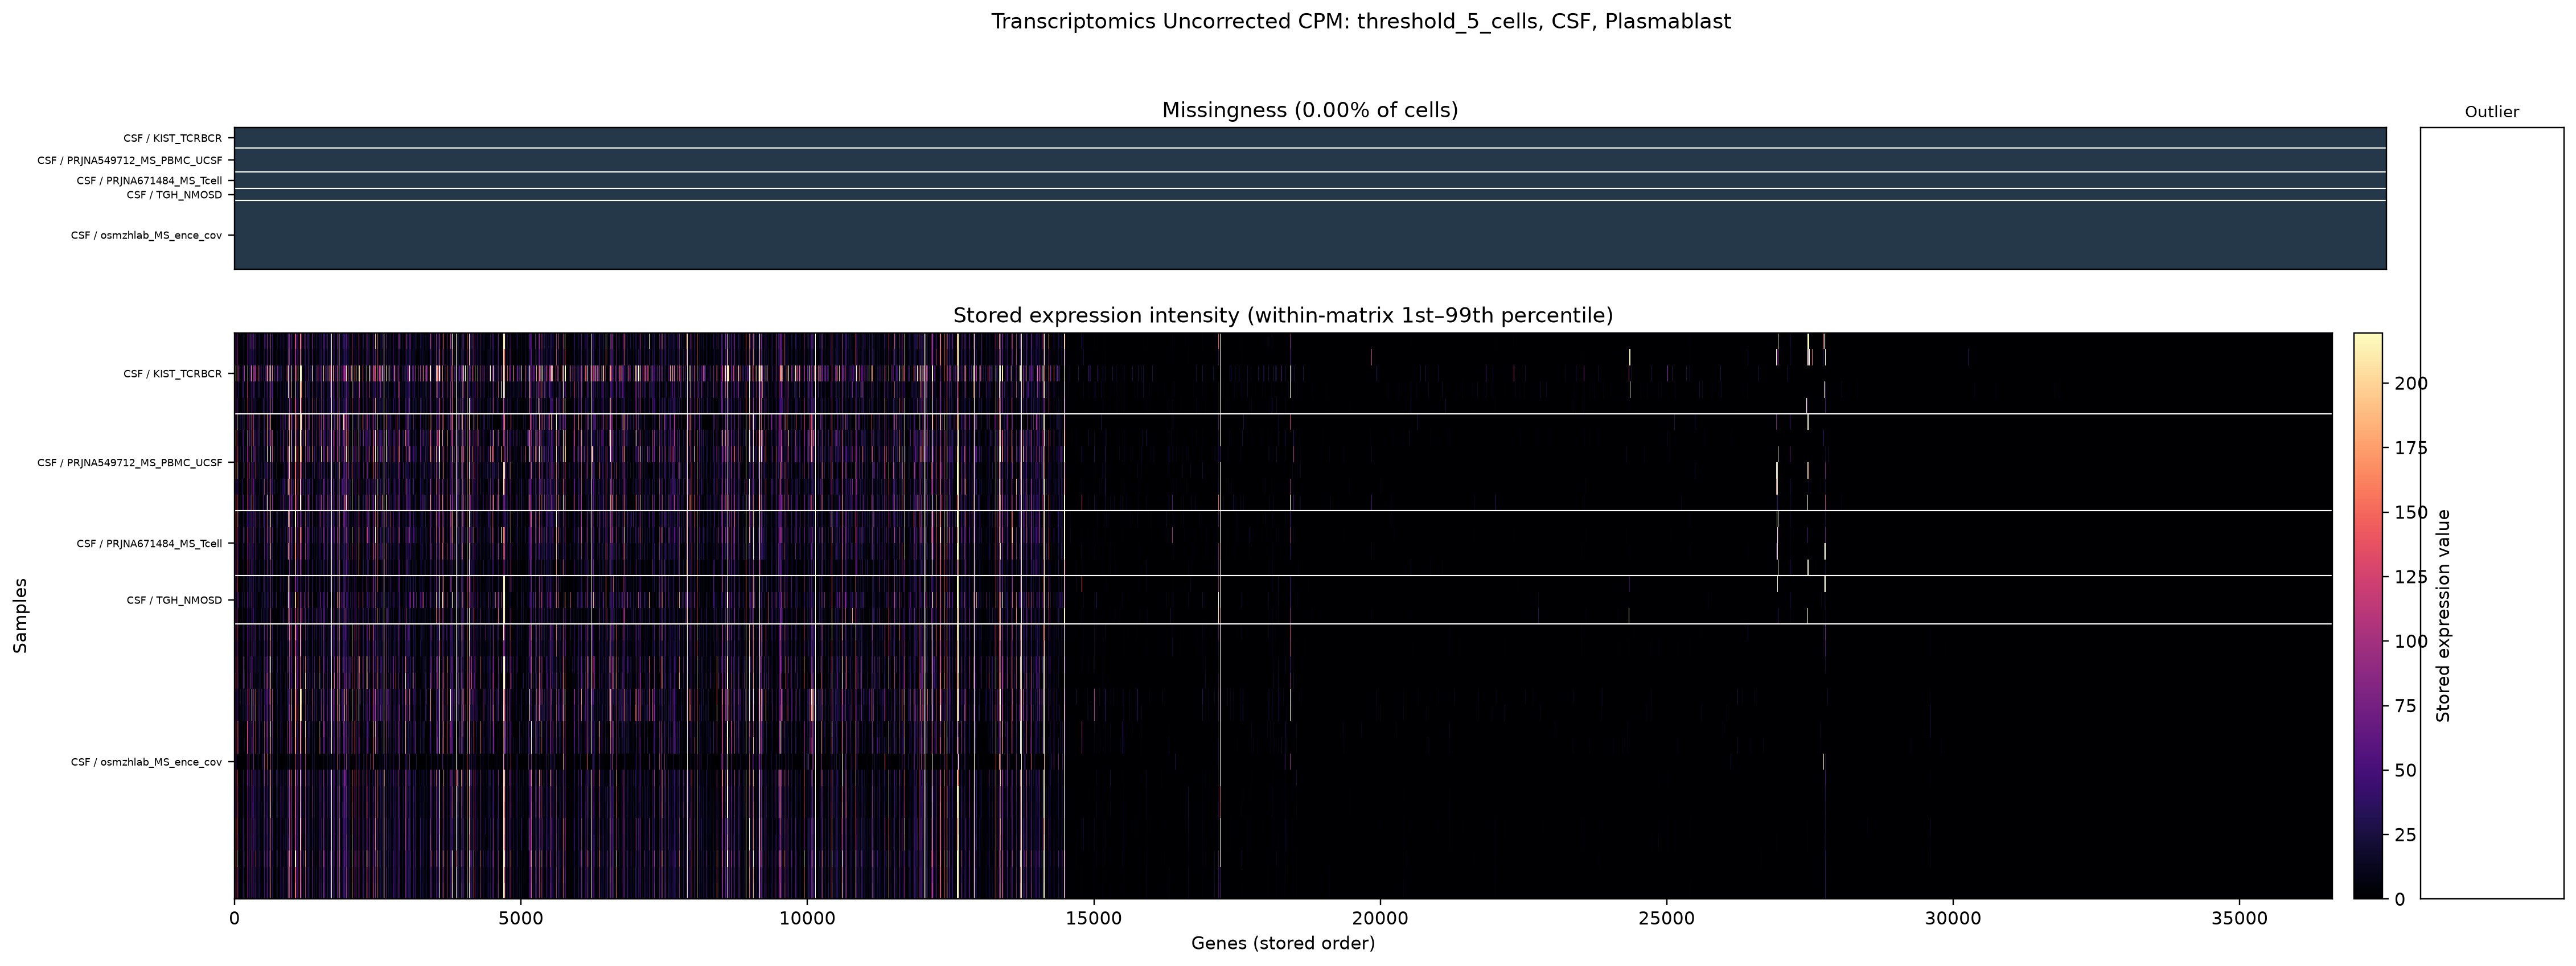 Transcriptomics Uncorrected CPM: threshold_5_cells, CSF, Plasmablast
Missingness (0.00% of cells)
Outlier
CSF / KIST_TCRBCR
CSF / PRJNA549712_MS_PBMC_UCSF
CSF / PRJNA671484_MS_Tcell
CSF / TGH_NMOSD
CSF / osmzhlab_MS_ence_cov
Stored expression intensity (within-matrix 1st–99th percentile)
CSF / KIST_TCRBCR
CSF / PRJNA549712_MS_PBMC_UCSF
CSF / PRJNA671484_MS_Tcell
CSF / TGH_NMOSD
CSF / osmzhlab_MS_ence_cov
Samples
200
175
150
125
100
75
50
25
0
Stored expression value
0 5000 10000 15000 20000 25000 30000 35000
Genes (stored order)